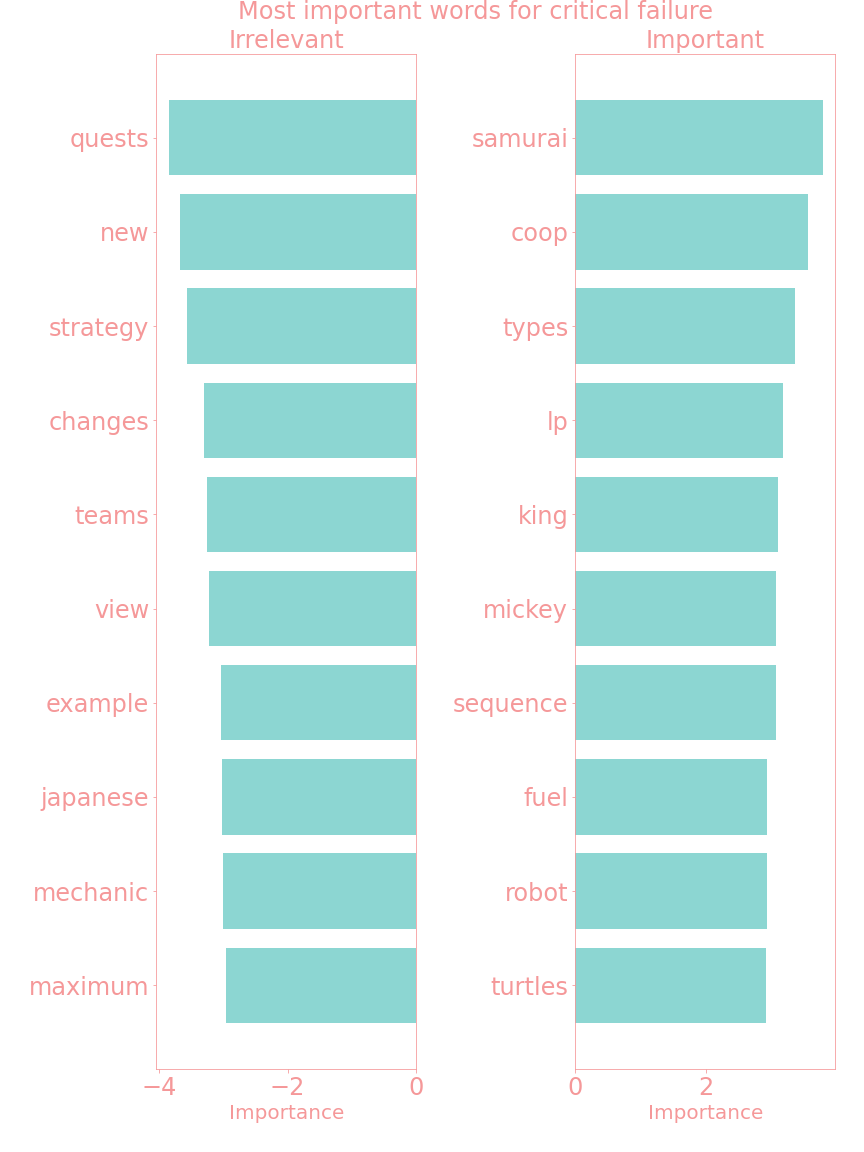 Most important words for critical failure
Irrelevant
quests
new
strategy
changes
teams
view
example
japanese
mechanic
maximum
−4 −2 0
Importance
Important
samurai
coop
types
lp
king
mickey
sequence
fuel
robot
turtles
0 2
Importance